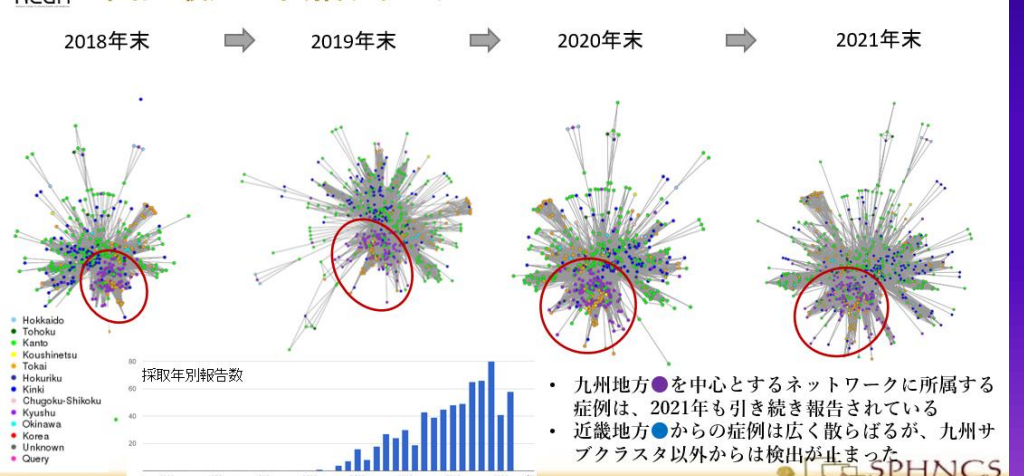 2018年末
2019年末
2020年末
2021年末
Hokkaido
Tohoku
Kanto
Koushinetsu
Tokai
Hokuriku
Kinki
Chugoku-Shikoku
Kyushu
Okinawa
Korea
Unknown
Query
採取年別報告数
80
60
40
20
• 九州地方●を中心とするネットワークに所属する
症例は、2021年も引き続き報告されている
• 近畿地方●からの症例は広く散らばるが、九州サ
ブクラスタ以外からは検出が止まった
SPHNCS